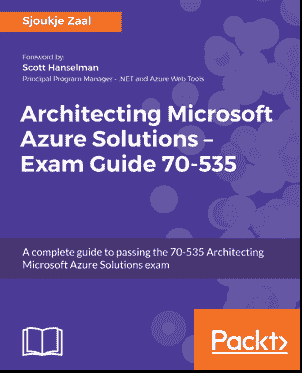 Sjoukje Zaal
Foreword by:
Scott Hanselman
Principal Program Manager - .NET and Azure Web Tools
Architecting Microsoft
Azure Solutions –
Exam Guide 70-535
A complete guide to passing the 70-535 Architecting
Microsoft Azure Solutions exam
Packt>